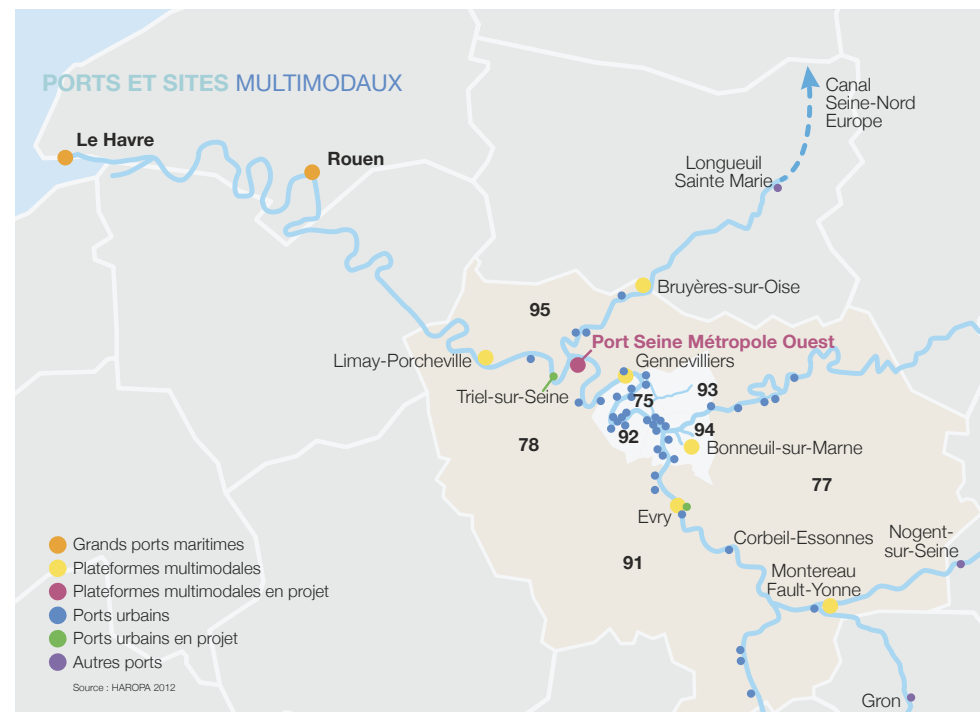 PORTS ET SITES MULTIMODAUX
Canal
Seine-Nord
Europe
Le Havre
Rouen
Longueuil
Sainte Marie
Bruyères-sur-Oise
95
Port Seine Métropole Ouest
Limay-Porcheville
Gennevilliers
Triel-sur-Seine
75
93
78
92
94
Bonneuil-sur-Marne
77
Evry
Corbeil-Essonnes
Nogent-
sur-Seine
91
Montereau
Fault-Yonne
Grands ports maritimes
Plateformes multimodales
Plateformes multimodales en projet
Ports urbains
Ports urbains en projet
Autres ports
Source : HAROPA 2012
Gron